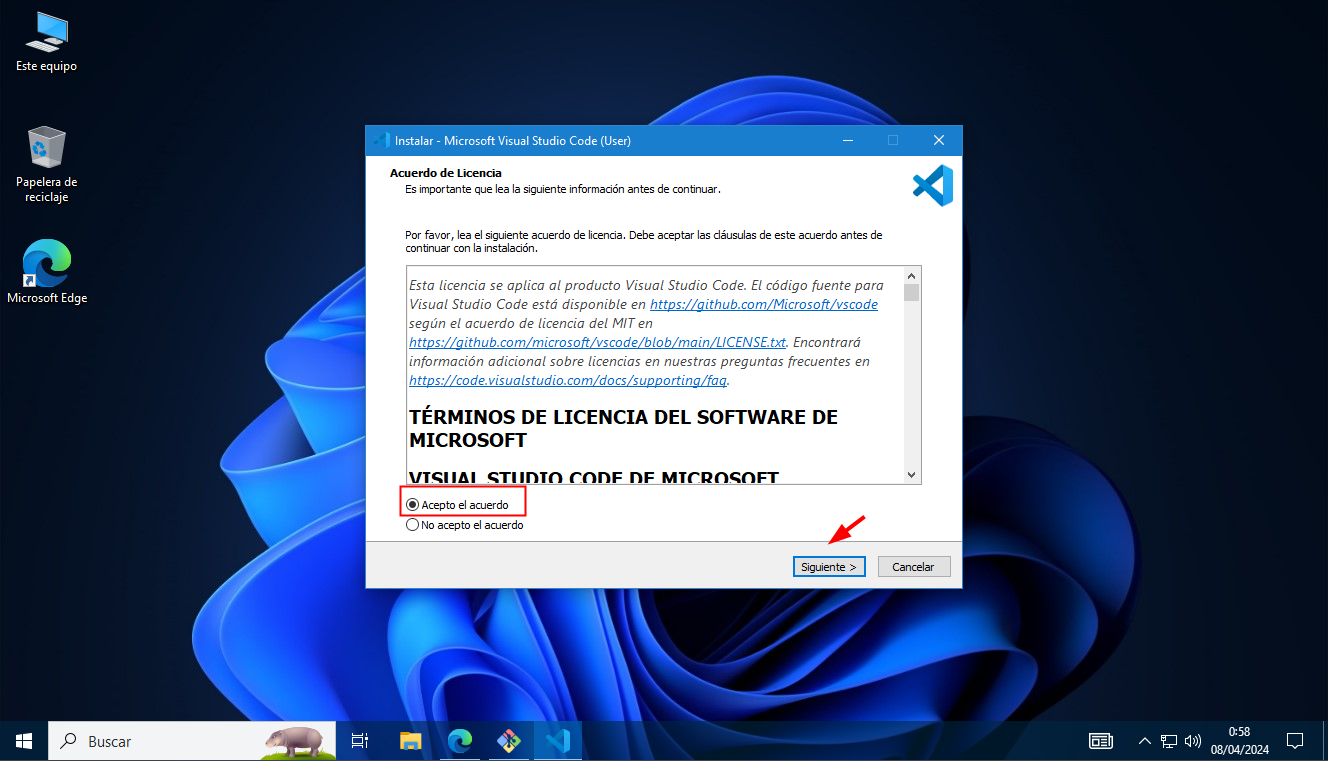 Este equipo
Papelera de
reciclaje
Microsoft Edge
Instalar - Microsoft Visual Studio Code (User)
Acuerdo de Licencia
Es importante que lea la siguiente información antes de continuar.
Por favor, lea el siguiente acuerdo de licencia. Debe aceptar las cláusulas de este acuerdo antes de
continuar con la instalación.
Esta licencia se aplica al producto Visual Studio Code. El código fuente para
Visual Studio Code está disponible en https://github.com/Microsoft/vscode
según el acuerdo de licencia del MIT en
https://github.com/microsoft/vscode/blob/main/LICENSE.txt. Encontrará
información adicional sobre licencias en nuestras preguntas frecuentes en
https://code.visualstudio.com/docs/supporting/faq.
TÉRMINOS DE LICENCIA DEL SOFTWARE DE
MICROSOFT
VISUAL STUDIO CODE DE MICROSOFT
Acepto el acuerdo
No acepto el acuerdo
Siguiente >
Cancelar
Buscar
0:58
08/04/2024